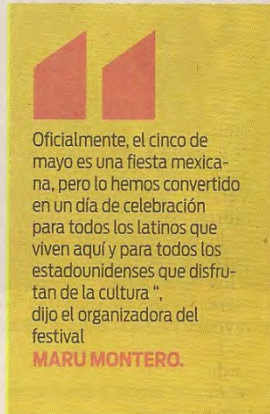 Oficialmente, el cinco de
mayo es una fiesta mexica-
na, pero lo hemos convertido
en un día de celebración
para todos los latinos que
viven aquí y para todos los
estadounidenses que disfru-
tan de la cultura “,
dijo el organizadora del
festival
MARU MONTERO.